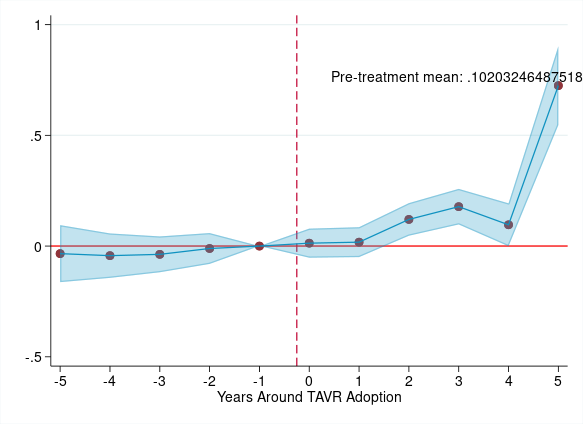 1
Pre-treatment mean: .10203246487518
.5
0
-.5
-5 -4 -3 -2 -1 0 1 2 3 4 5
Years Around TAVR Adoption